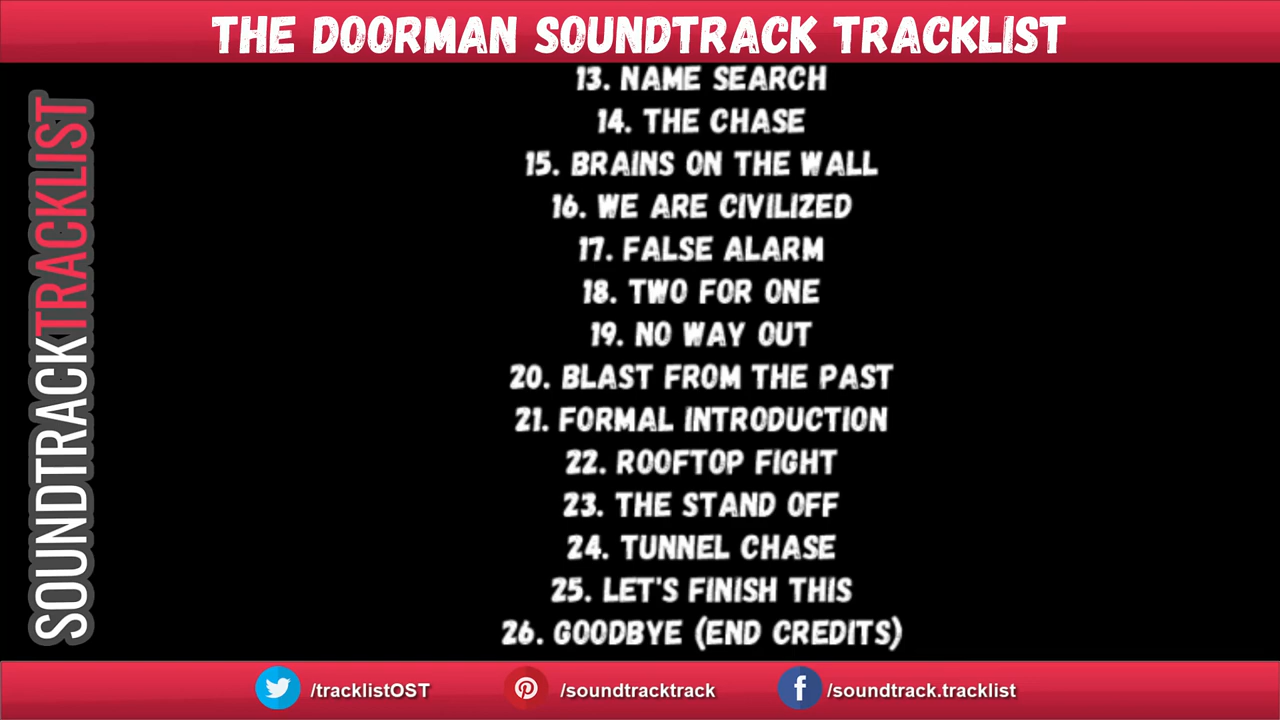 THE DOORMAN SOUNDTRACK TRACKLIST
SOUNDTRACKTRACKLIST
13. NAME SEARCH
14. THE CHASE
15. BRAINS ON THE WALL
16. WE ARE CIVILIZED
17. FALSE ALARM
18. TWO FOR ONE
19. NO WAY OUT
20. BLAST FROM THE PAST
21. FORMAL INTRODUCTION
22. ROOFTOP FIGHT
23. THE STAND OFF
24. TUNNEL CHASE
25. LET'S FINISH THIS
26. GOODBYE (END CREDITS)
/tracklistOST
/soundtracktrack
/soundtrack.tracklist